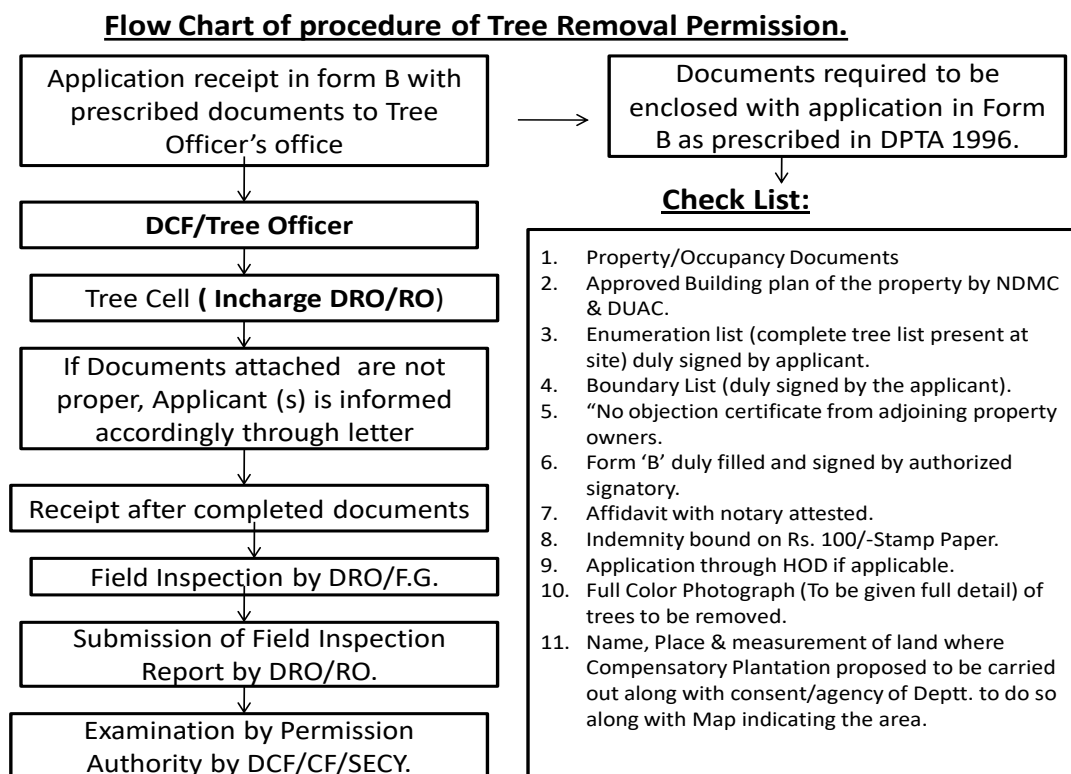 Flow Chart of procedure of Tree Removal Permission.
Application receipt in form B with
prescribed documents to Tree
Officer's office
DCF/Tree Officer
Tree Cell ( Incharge DRO/RO)
If Documents attached are not
proper, Applicant (s) is informed
accordingly through letter
Receipt after completed documents
Field Inspection by DRO/F.G.
Submission of Field Inspection
Report by DRO/RO.
Examination by Permission
Authority by DCF/CF/SECY.
Documents required to be
enclosed with application in Form
B as prescribed in DPTA 1996.
Check List:
1. Property/Occupancy Documents
2. Approved Building plan of the property by NDMC
& DUAC.
3. Enumeration list (complete tree list present at
site) duly signed by applicant.
4. Boundary List (duly signed by the applicant).
5. “No objection certificate from adjoining property
owners.
6. Form ‘B’ duly filled and signed by authorized
signatory.
7. Affidavit with notary attested.
8. Indemnity bound on Rs. 100/-Stamp Paper.
9. Application through HOD if applicable.
10. Full Color Photograph (To be given full detail) of
trees to be removed.
11. Name, Place & measurement of land where
Compensatory Plantation proposed to be carried
out along with consent/agency of Deptt. to do so
along with Map indicating the area.